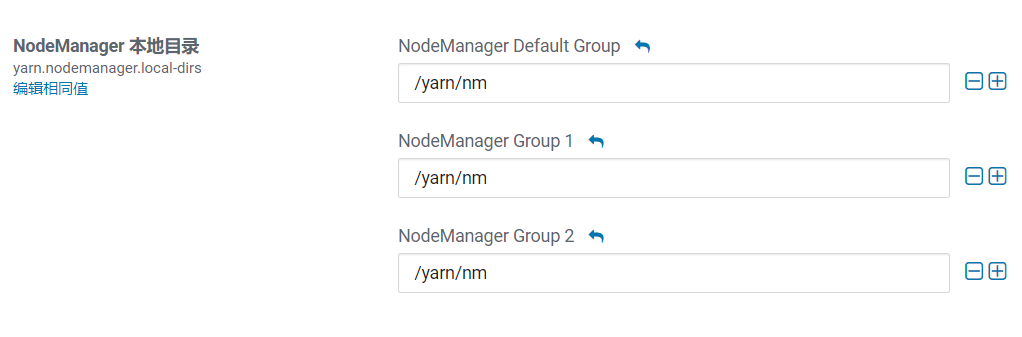 NodeManager 本地目录
yarn.nodemanager.local-dirs
编辑相同值
NodeManager Default Group
/yarn/nm
NodeManager Group 1
/yarn/nm
NodeManager Group 2
/yarn/nm